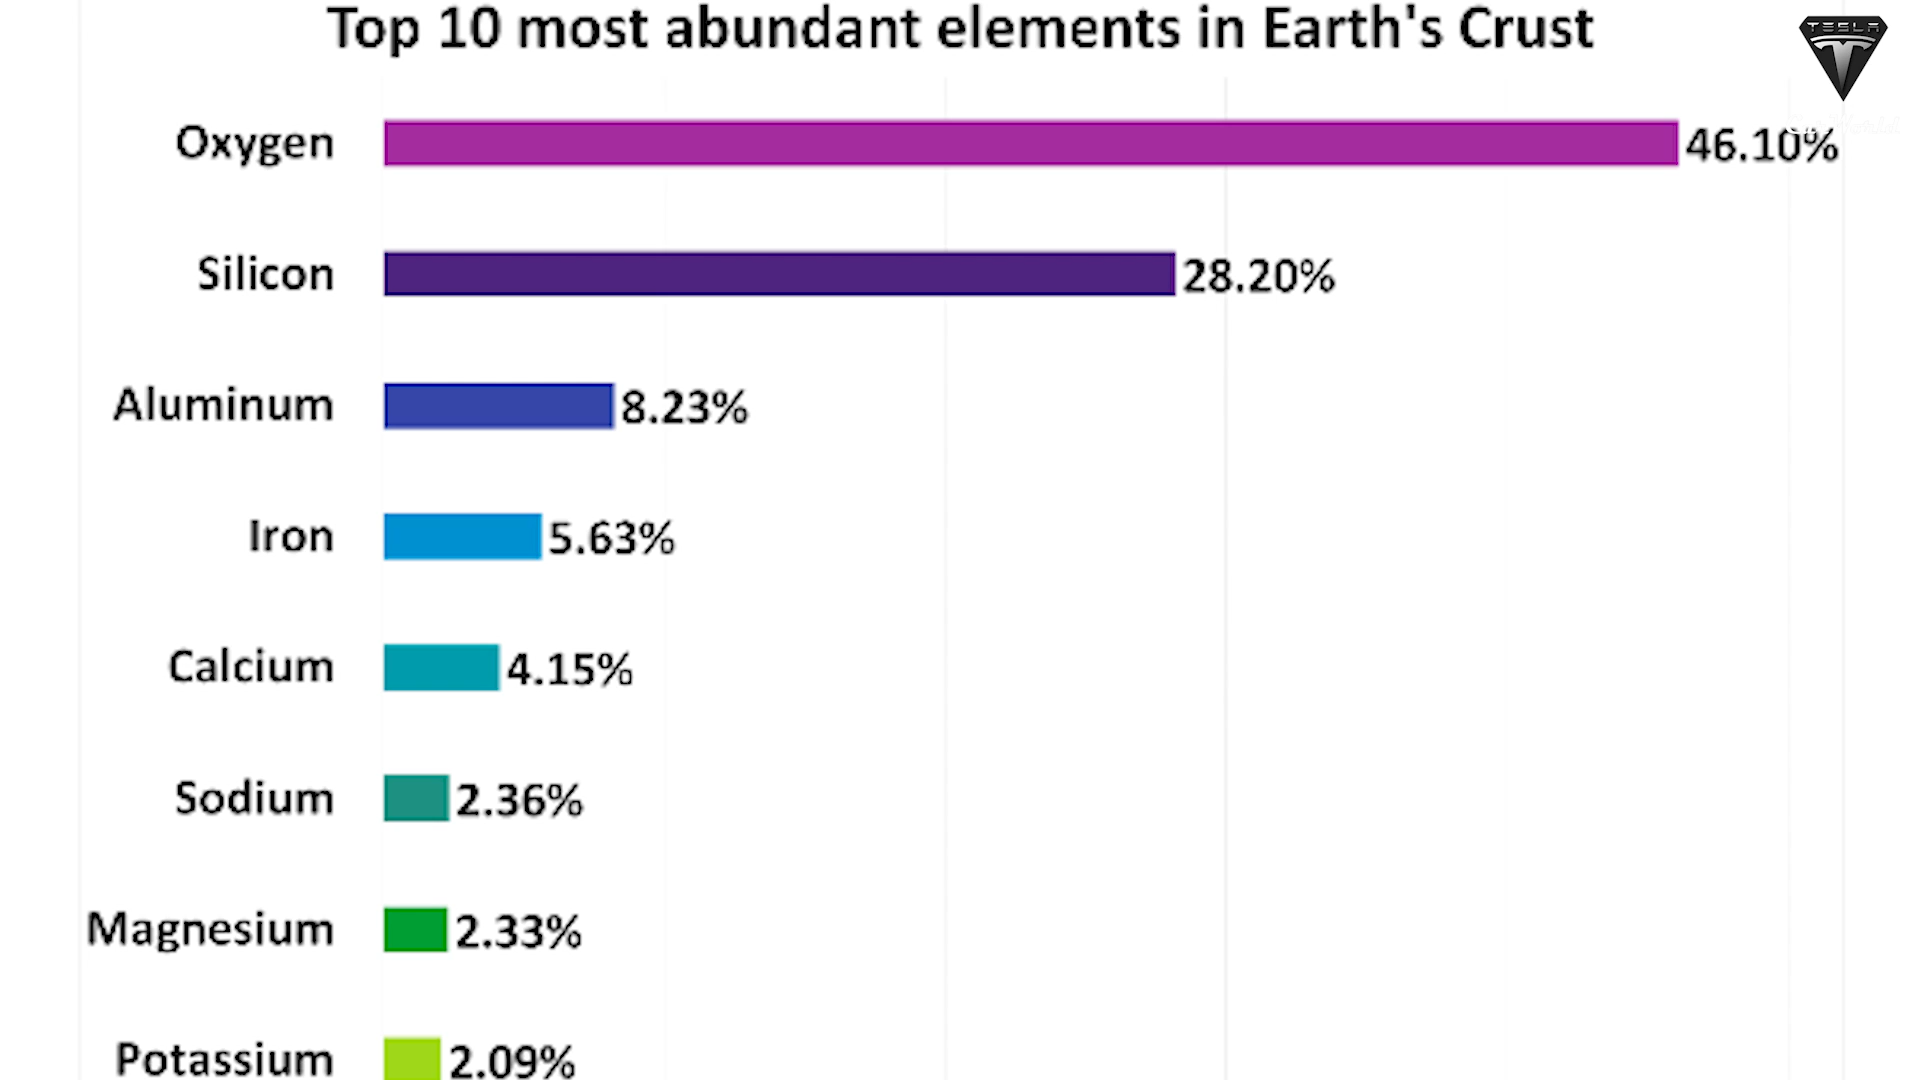 Top 10 most abundant elements in Earth's Crust
TESLA
Oxygen 46.10%
Silicon 28.20%
Aluminum 8.23%
Iron 5.63%
Calcium 4.15%
Sodium 2.36%
Magnesium 2.33%
Potassium 2.09%